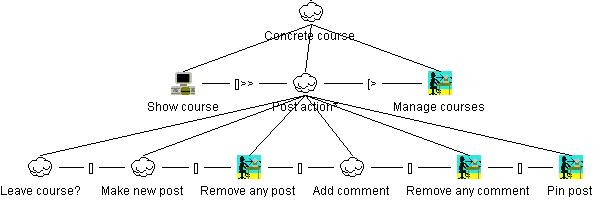 Concrete course
[]>> [>
Show course Post action* Manage courses
[] [] [] [] []
Leave course? Make new post Remove any post Add comment Remove any comment Pin post